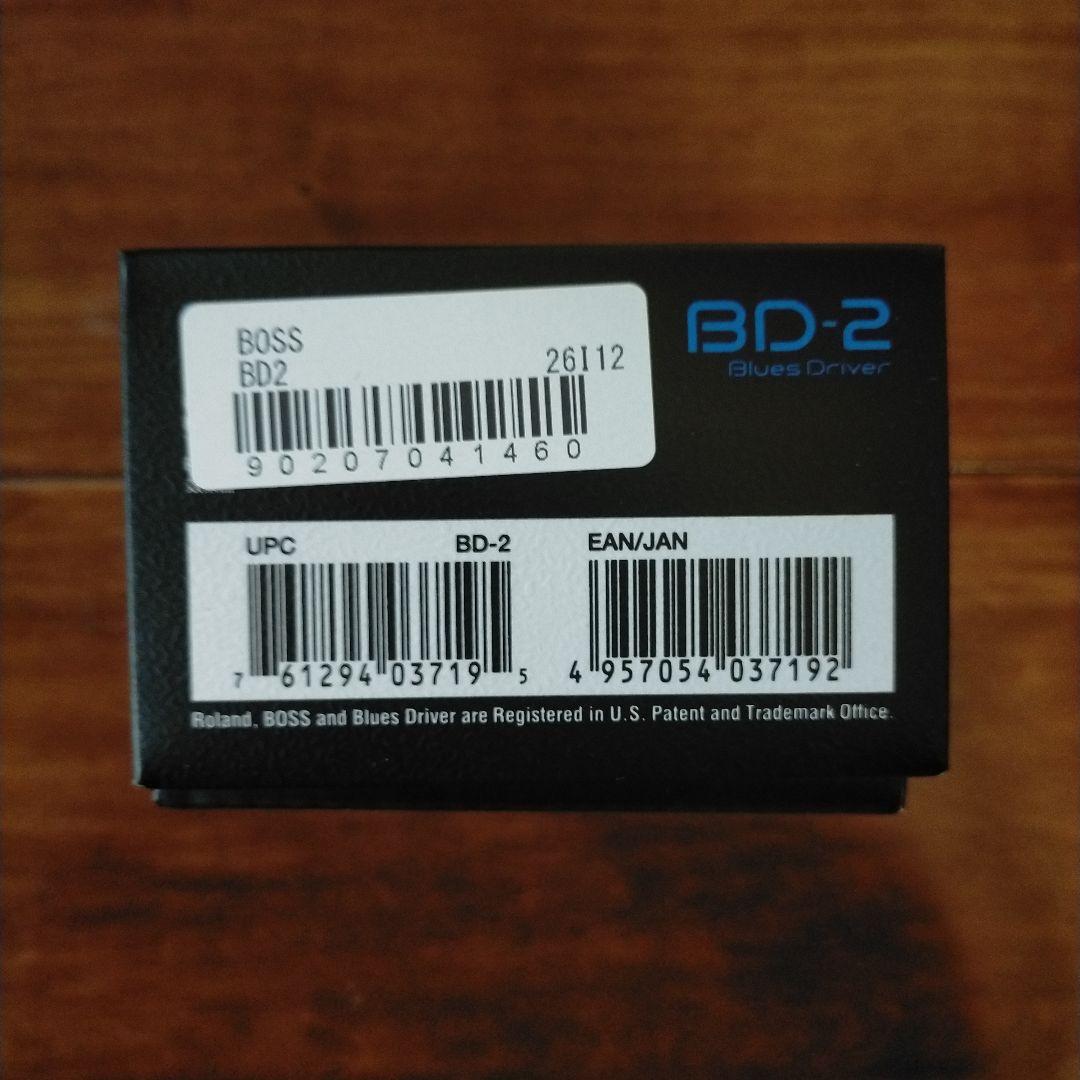 BOSS
BD2
26I12
90207041460
BD-2
Blues Driver
UPC BD-2
EAN/JAN
7 61294 03719 5
4 957054 037192
Roland, BOSS and Blues Driver are Registered in U.S. Patent and Trademark Office.